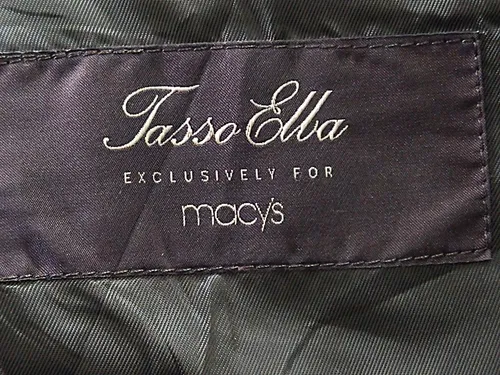 Tasso Elba
EXCLUSIVELY FOR
macy's